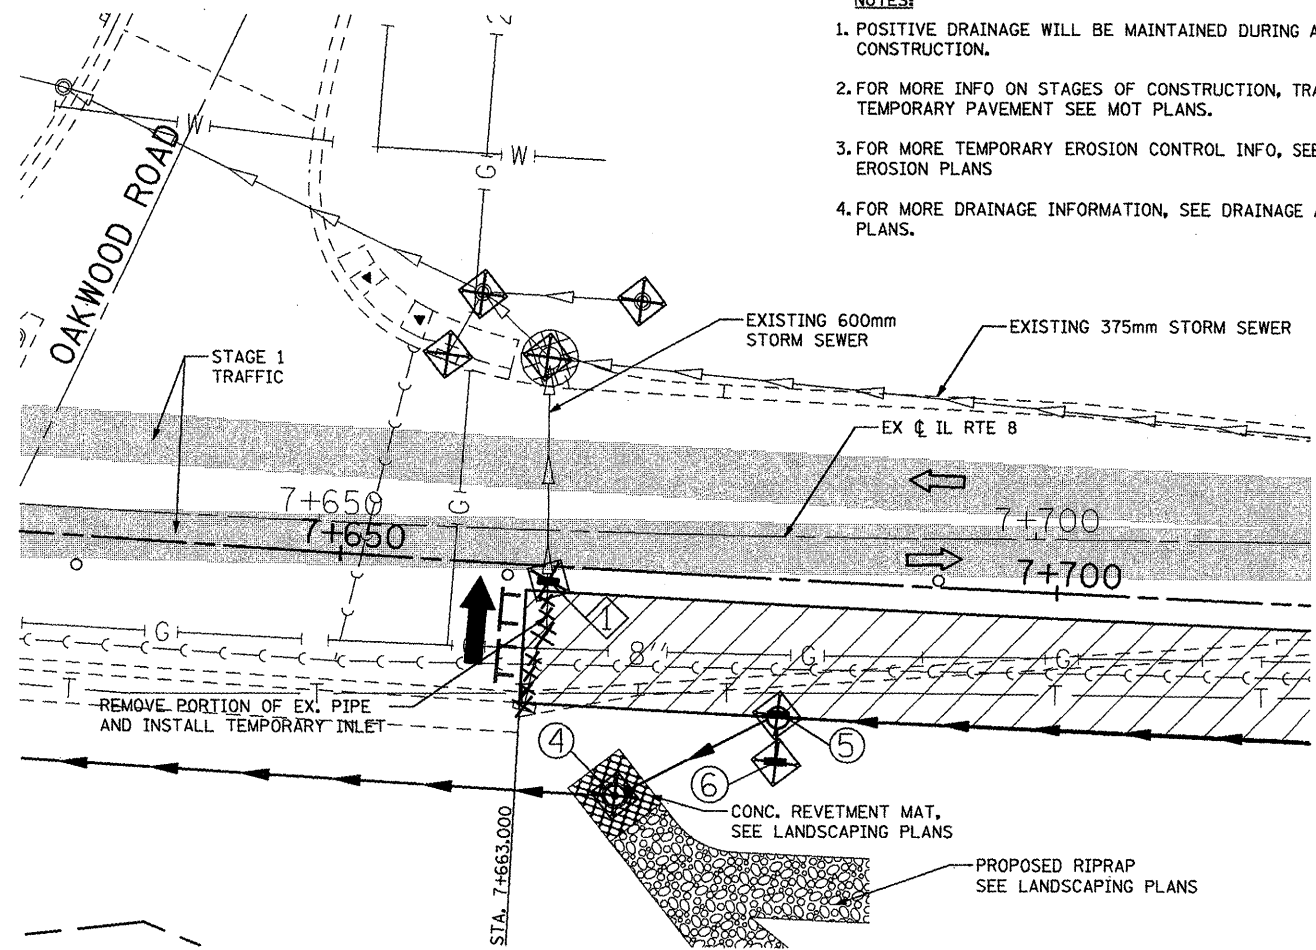 NOTES:
1. POSITIVE DRAINAGE WILL BE MAINTAINED DURING
CONSTRUCTION.
2. FOR MORE INFO ON STAGES OF CONSTRUCTION,
TEMPORARY PAVEMENT SEE MOT PLANS.
3. FOR MORE TEMPORARY EROSION CONTROL INFO, SEE
EROSION PLANS
4. FOR MORE DRAINAGE INFORMATION, SEE DRAINAGE
PLANS.
W
W
G
OAKWOOD ROAD
EXISTING 600mm
STORM SEWER
EXISTING 375mm STORM SEWER
STAGE 1
TRAFFIC
I
EX ℄ IL RTE 8
G
7+650
7+650
7+700
7+700
1
G
8"
G
G
T
T
T
T
T
T
REMOVE PORTION OF EX. PIPE
AND INSTALL TEMPORARY INLET
4
5
6
CONC. REVETMENT MAT,
SEE LANDSCAPING PLANS
PROPOSED RIPRAP
SEE LANDSCAPING PLANS
STA. 7+663.000